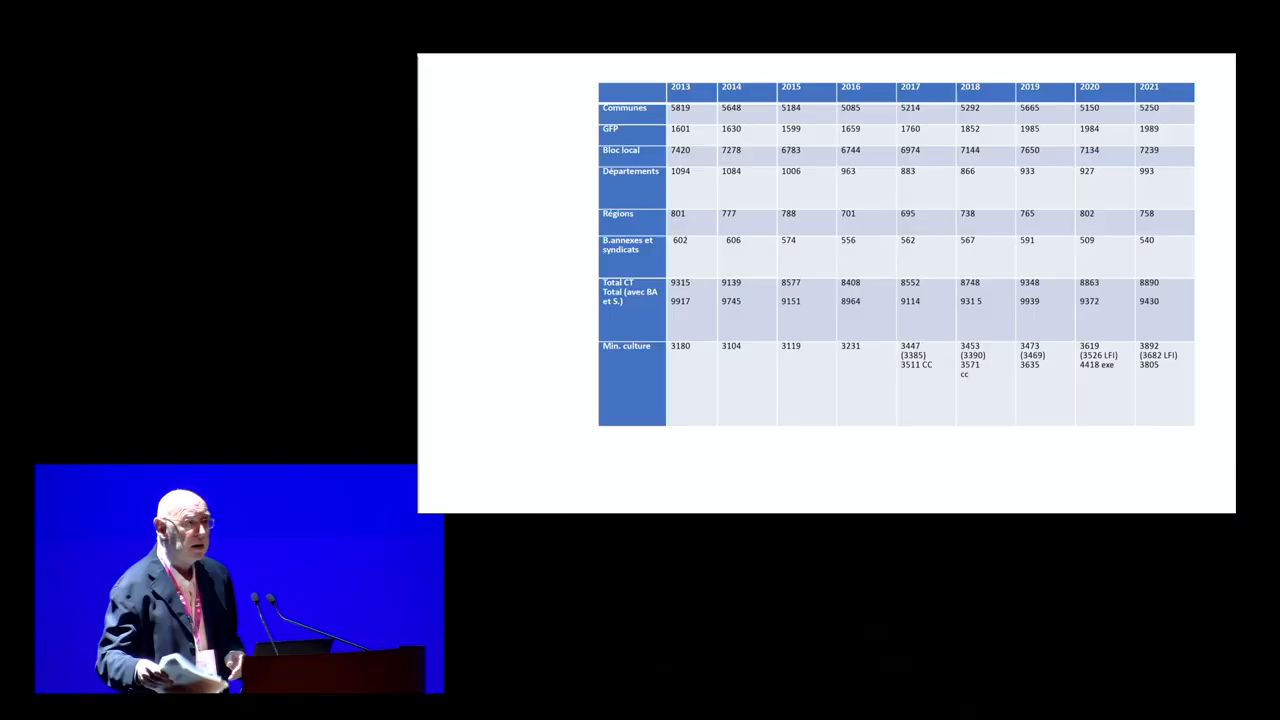 2013 2014 2015 2016 2017 2018 2019 2020 2021
Communes 5819 5648 5184 5085 5214 5292 5665 5150 5250
GFP 1601 1630 1599 1659 1760 1852 1985 1984 1989
Bloc local 7420 7278 6783 6744 6974 7144 7650 7134 7239
Départements 1094 1084 1006 963 883 866 933 927 993
Régions 801 777 788 701 695 738 765 802 758
B.annexes et 602 606 574 556 562 567 591 509 540
syndicats
Total CT 9315 9139 8577 8408 8552 8748 9348 8863 8890
Total (avec BA
et S.) 9917 9745 9151 8964 9114 931 5 9939 9372 9430
Min. culture 3180 3104 3119 3231 3447 3453 3473 3619 3892
(3385) (3390) (3469) (3526 LFI) (3682 LFI)
3511 CC 3571 3635 4418 exe 3805
cc